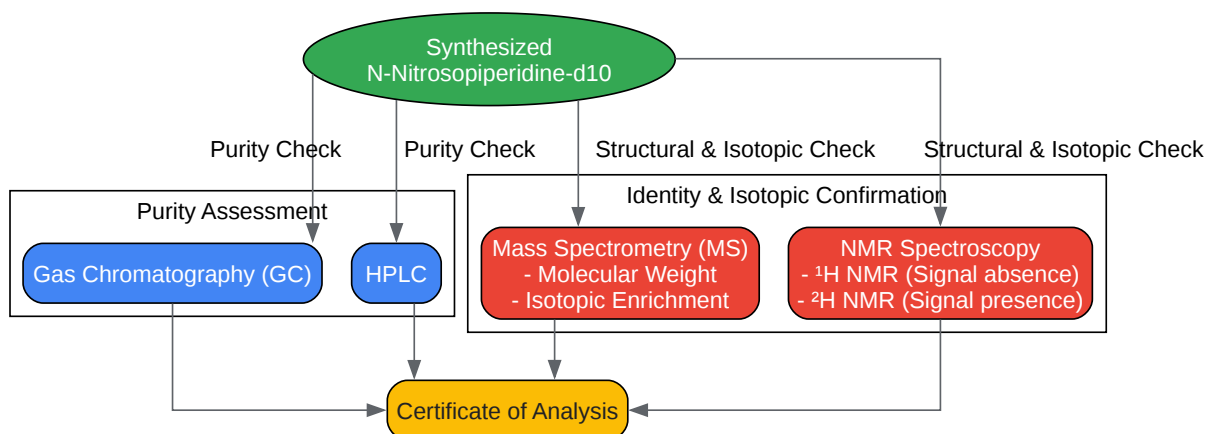 Synthesized
N-Nitrosopiperidine-d10
Purity Check
Purity Check
Structural & Isotopic Check
Structural & Isotopic Check
Purity Assessment
Identity & Isotopic Confirmation
Gas Chromatography (GC)
HPLC
Mass Spectrometry (MS)
- Molecular Weight
- Isotopic Enrichment
NMR Spectroscopy
- ¹H NMR (Signal absence)
- ²H NMR (Signal presence)
Certificate of Analysis